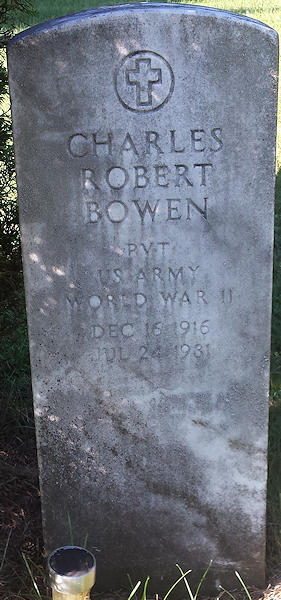 CHARLES
ROBERT
BOWEN
PVT
US ARMY
WORLD WAR II
DEC 16 1916
JUL 24 1981